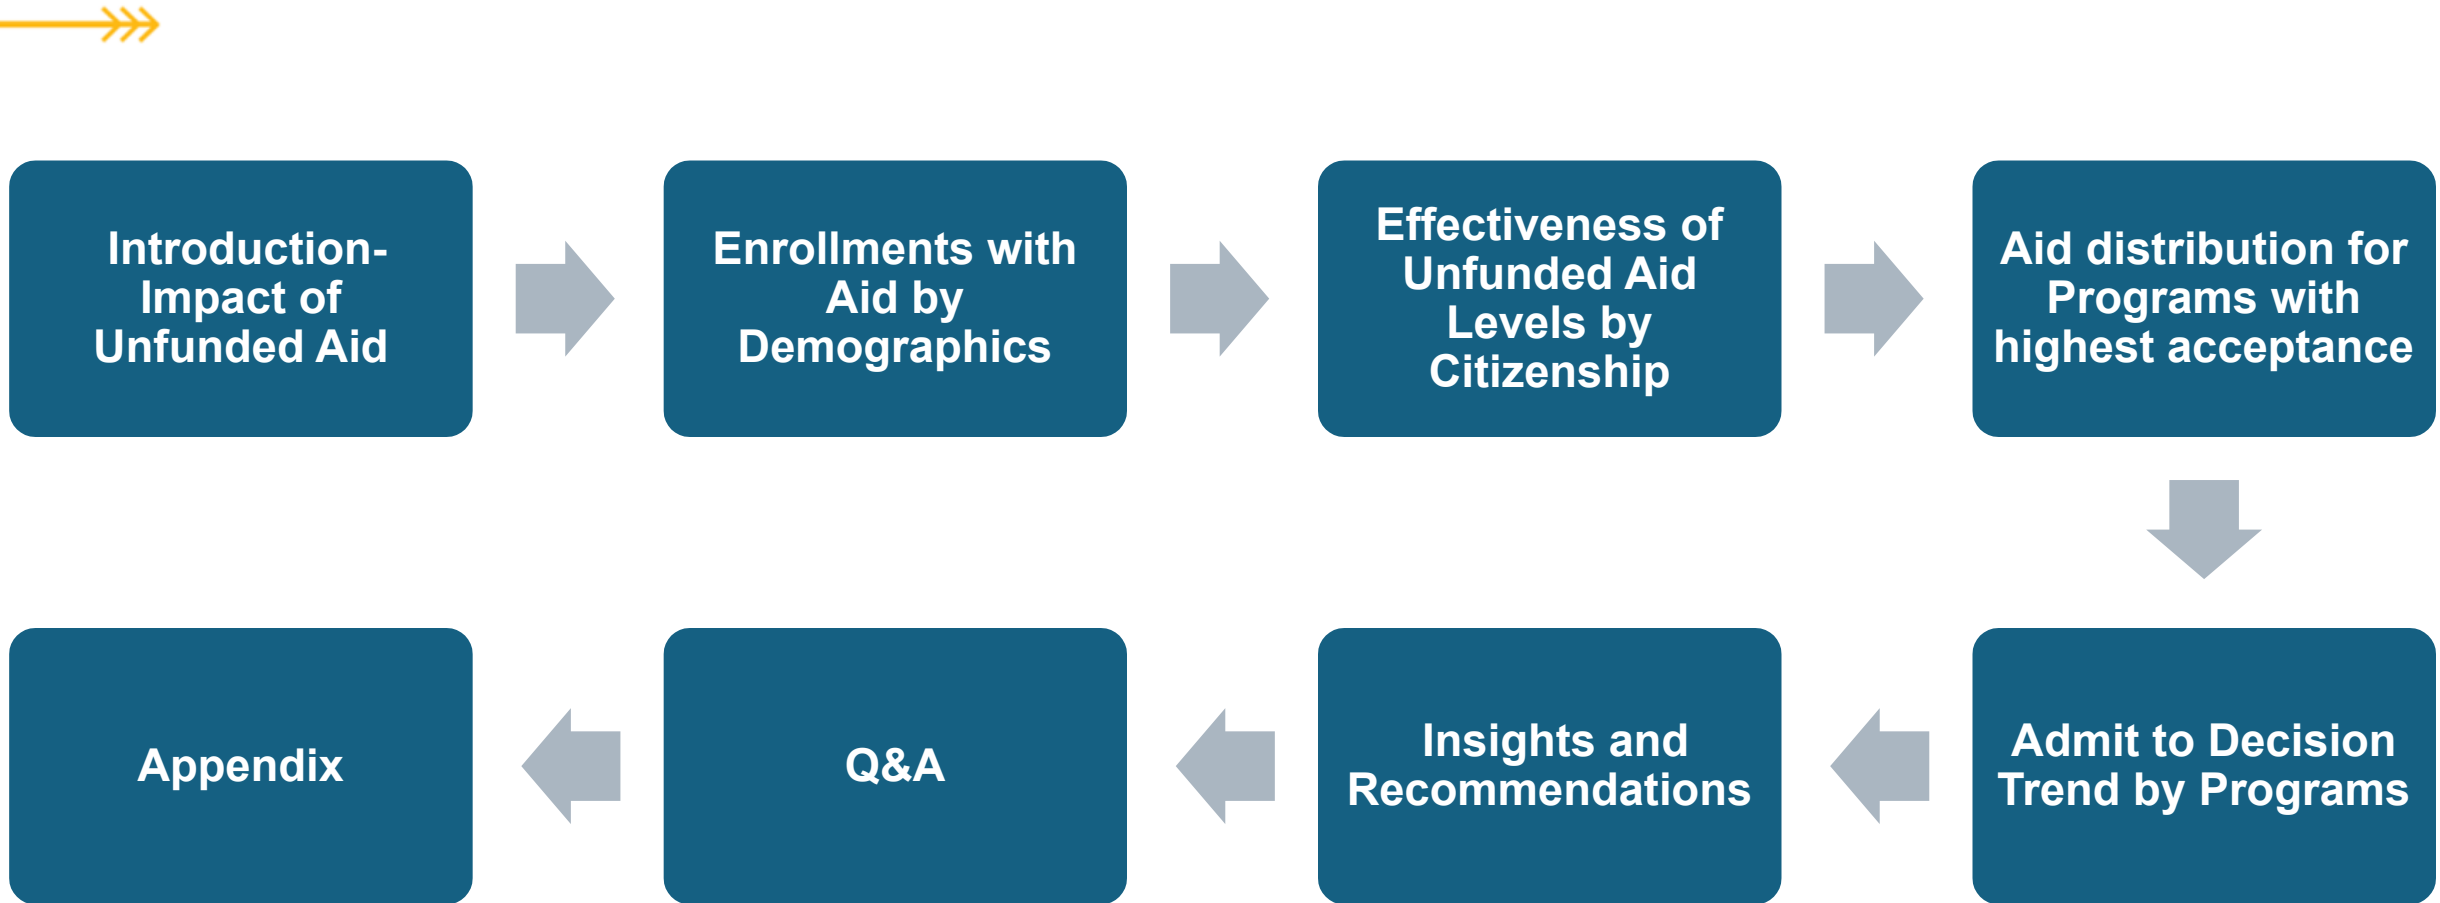 Introduction-
Impact of
Unfunded Aid
Enrollments with
Aid by
Demographics
Effectiveness of
Unfunded Aid
Levels by
Citizenship
Aid distribution for
Programs with
highest acceptance
Admit to Decision
Trend by Programs
Insights and
Recommendations
Q&A
Appendix